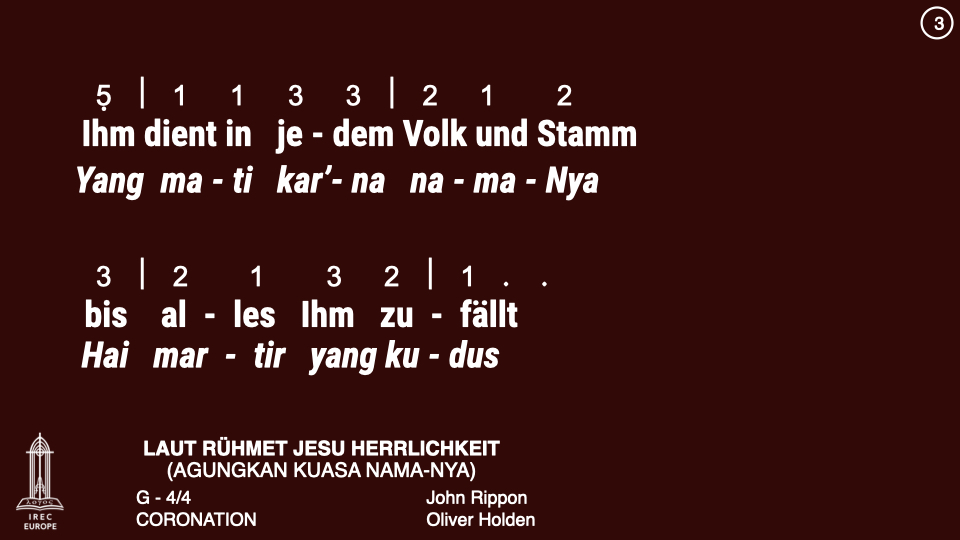 3
5̣ | 1 1 3 3 | 2 1 2
Ihm dient in je - dem Volk und Stamm
Yang ma - ti kar’- na na - ma - Nya
3 | 2 1 3 2 | 1 . .
bis al - les Ihm zu - fällt
Hai mar - tir yang ku - dus
LAUT RÜHMET JESU HERRLICHKEIT
(AGUNGKAN KUASA NAMA-NYA)
G - 4/4 John Rippon
CORONATION Oliver Holden
λόγος
IREC
EUROPE